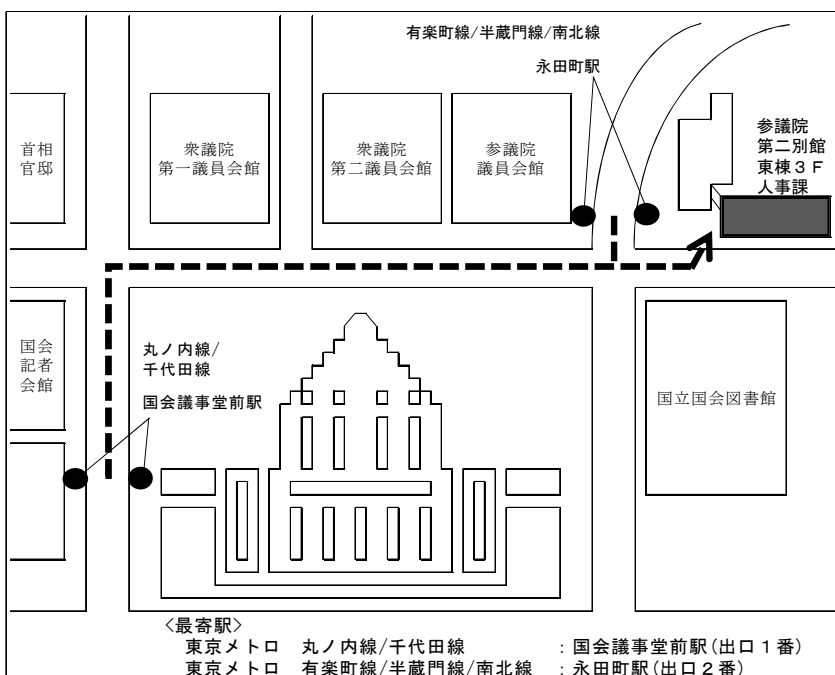 有楽町線/半蔵門線/南北線
永田町駅
首相
官邸
衆議院
第一議員会館
衆議院
第二議員会館
参議院
議員会館
参議院
第二別館
東棟3F
人事課
国会
記者
会館
丸ノ内線/
千代田線
国会議事堂前駅
国立国会図書館
<最寄駅>
東京メトロ 丸ノ内線/千代田線 : 国会議事堂前駅(出口1番)
東京メトロ 有楽町線/半蔵門線/南北線 : 永田町駅(出口2番)